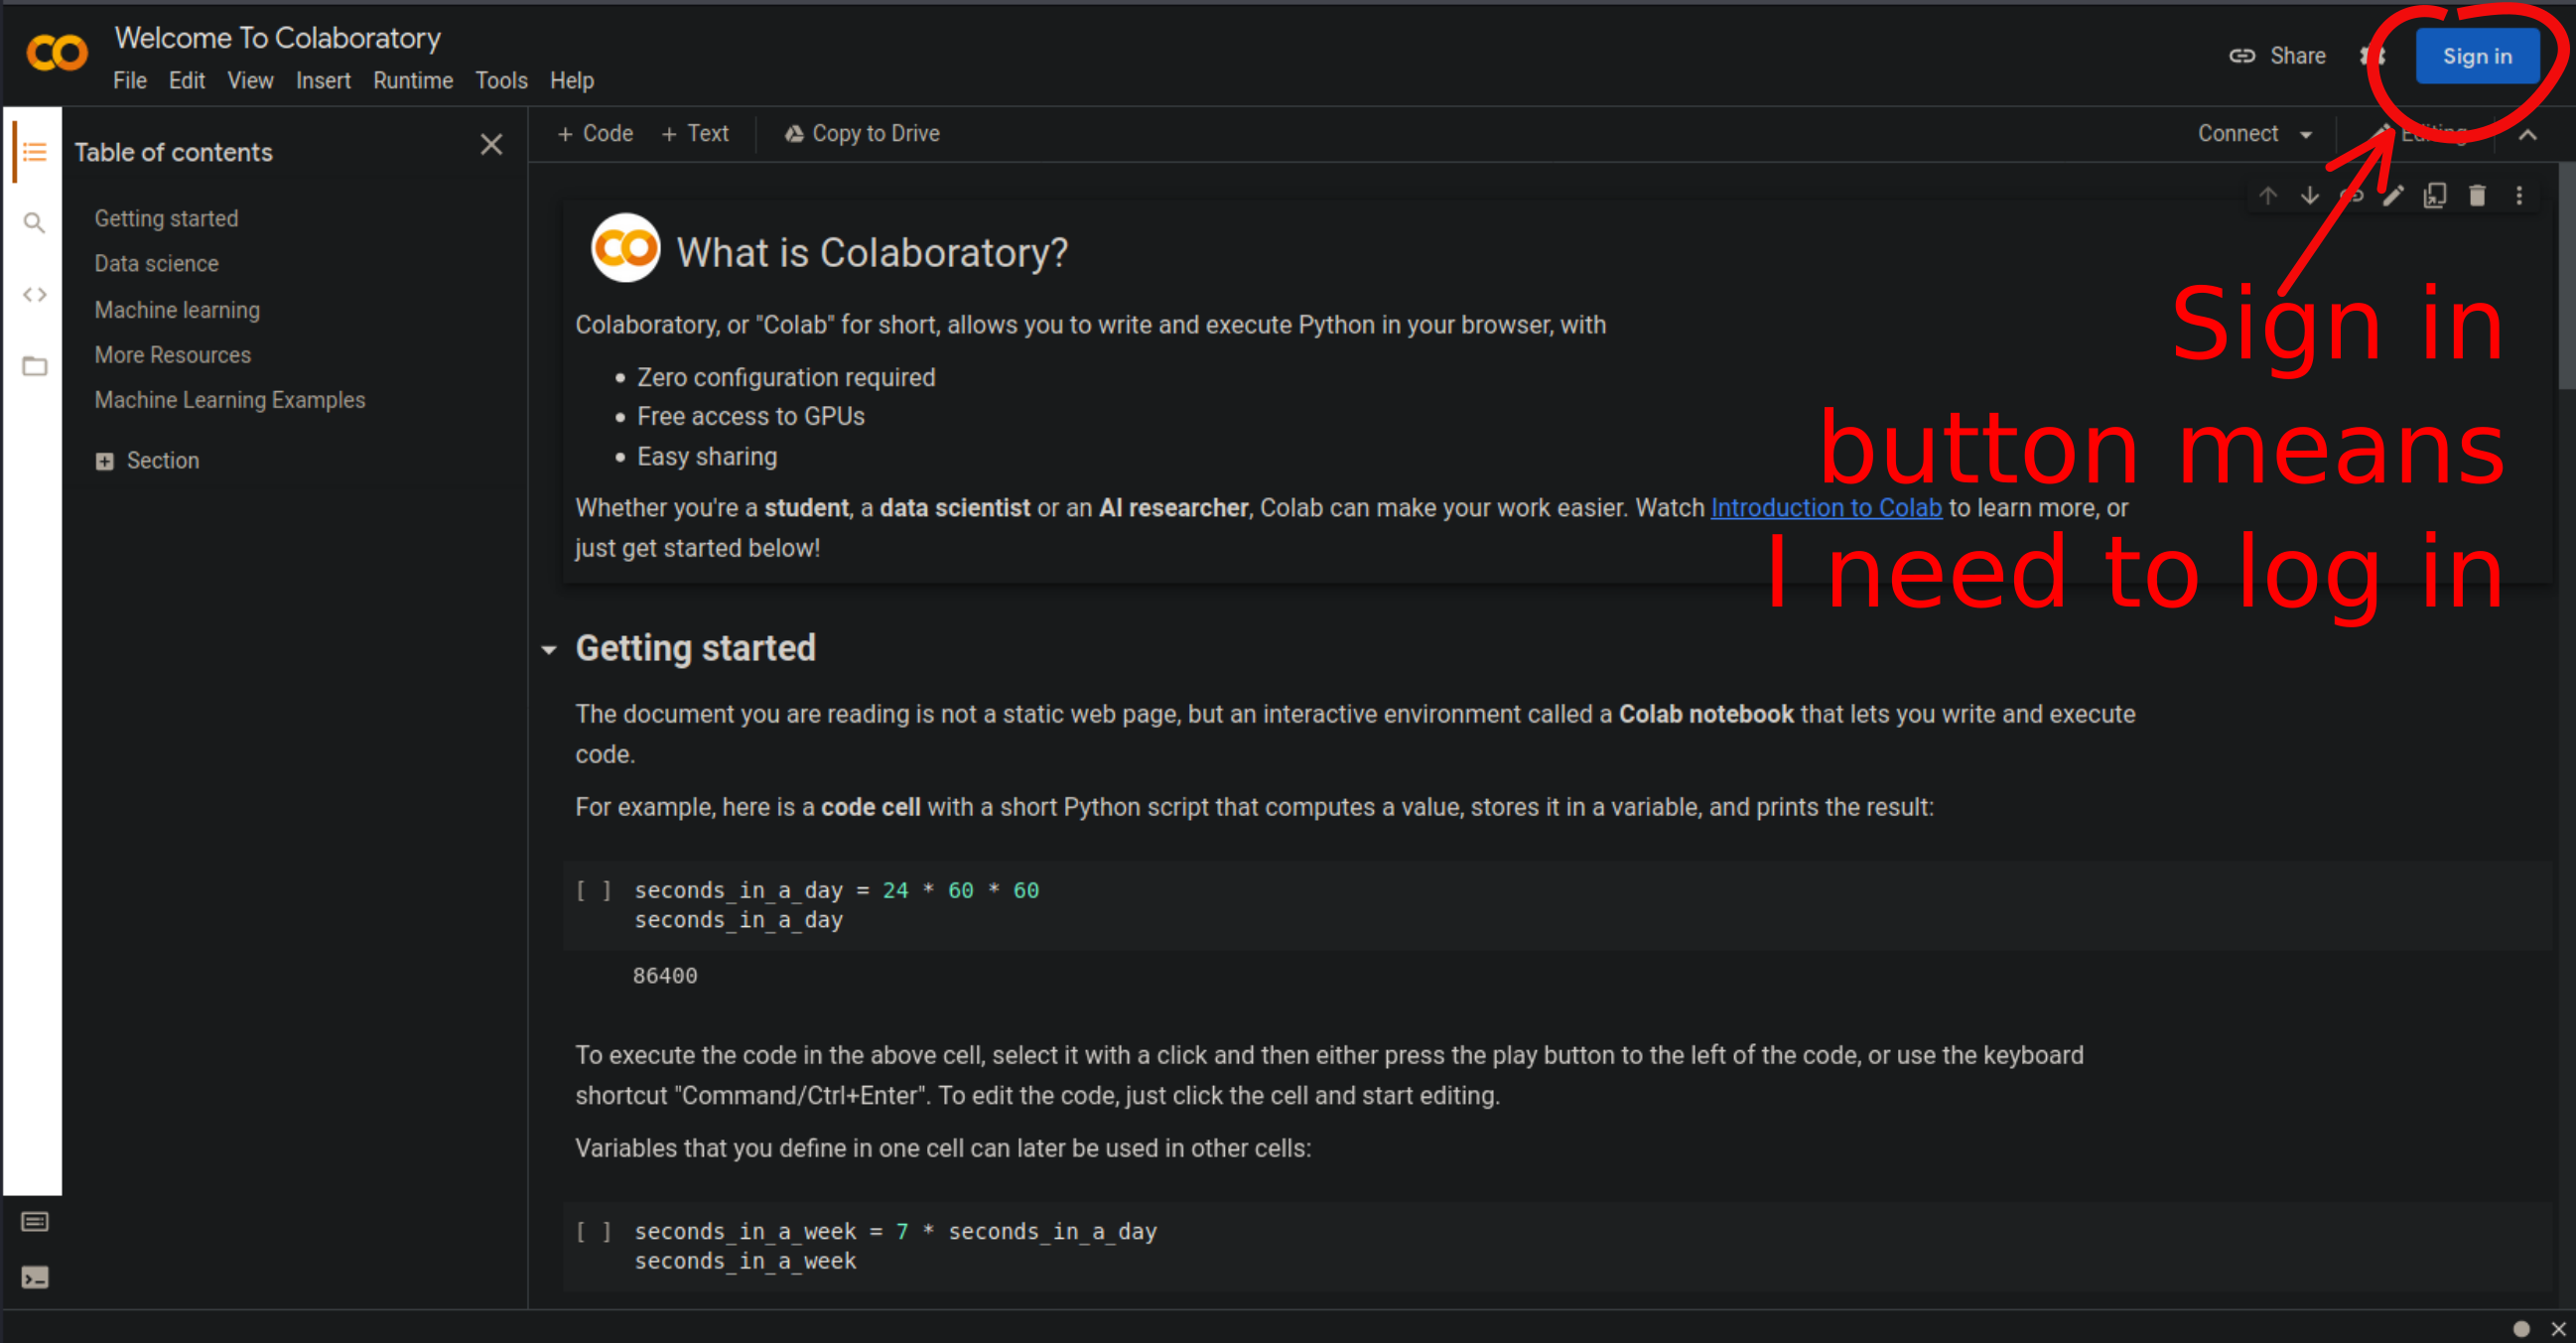 Welcome To Colaboratory
File Edit View Insert Runtime Tools Help
Share
Sign in
Table of contents
Getting started
Data science
Machine learning
More Resources
Machine Learning Examples
Section
+ Code + Text Copy to Drive
Connect Editing
CO What is Colaboratory?
Colaboratory, or "Colab" for short, allows you to write and execute Python in your browser, with
• Zero configuration required
• Free access to GPUs
• Easy sharing
Whether you're a student, a data scientist or an AI researcher, Colab can make your work easier. Watch Introduction to Colab to learn more, or
just get started below!
Sign in
button means
I need to log in
Getting started
The document you are reading is not a static web page, but an interactive environment called a Colab notebook that lets you write and execute
code.
For example, here is a code cell with a short Python script that computes a value, stores it in a variable, and prints the result:
[ ] seconds_in_a_day = 24 * 60 * 60
seconds_in_a_day
86400
To execute the code in the above cell, select it with a click and then either press the play button to the left of the code, or use the keyboard
shortcut "Command/Ctrl+Enter". To edit the code, just click the cell and start editing.
Variables that you define in one cell can later be used in other cells:
[ ] seconds_in_a_week = 7 * seconds_in_a_day
seconds_in_a_week